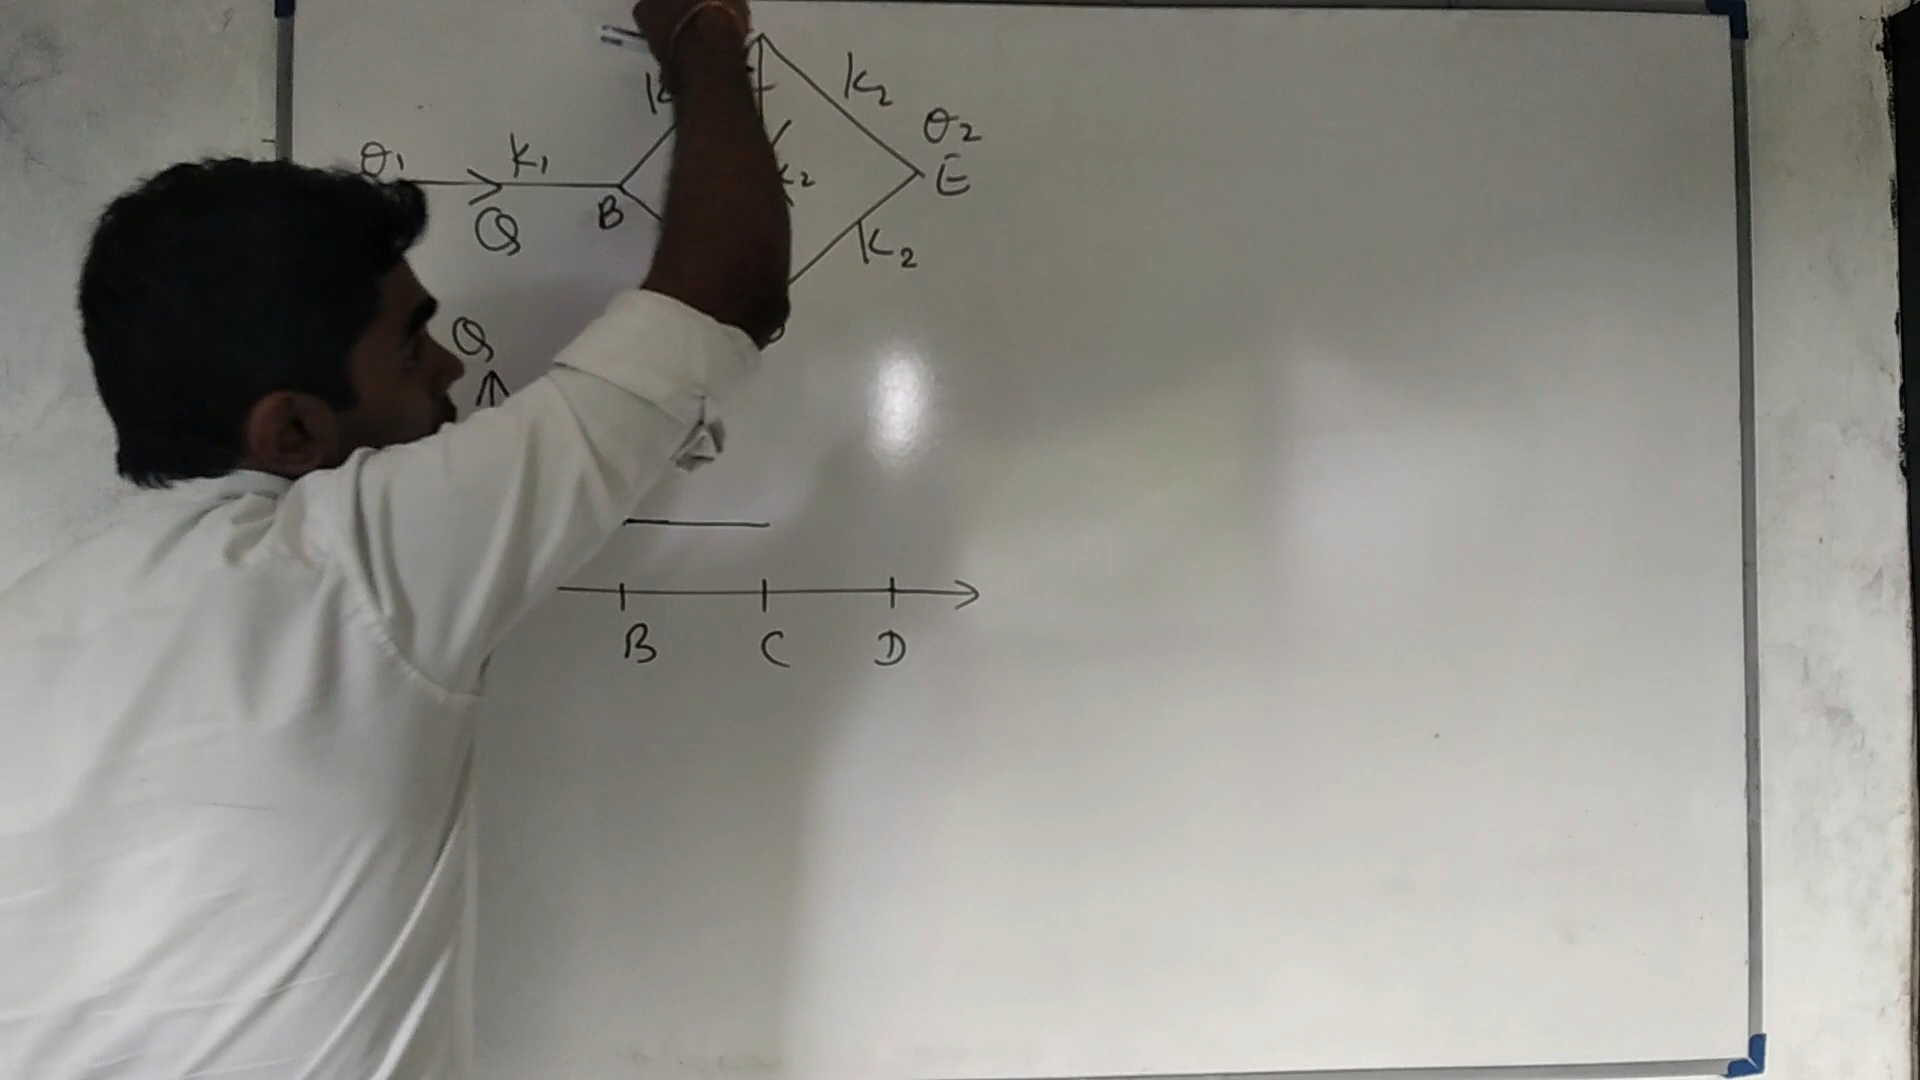 K₂
θ₂
θ₁ K₁ E
Q B K₂
K₂
Q
B C D